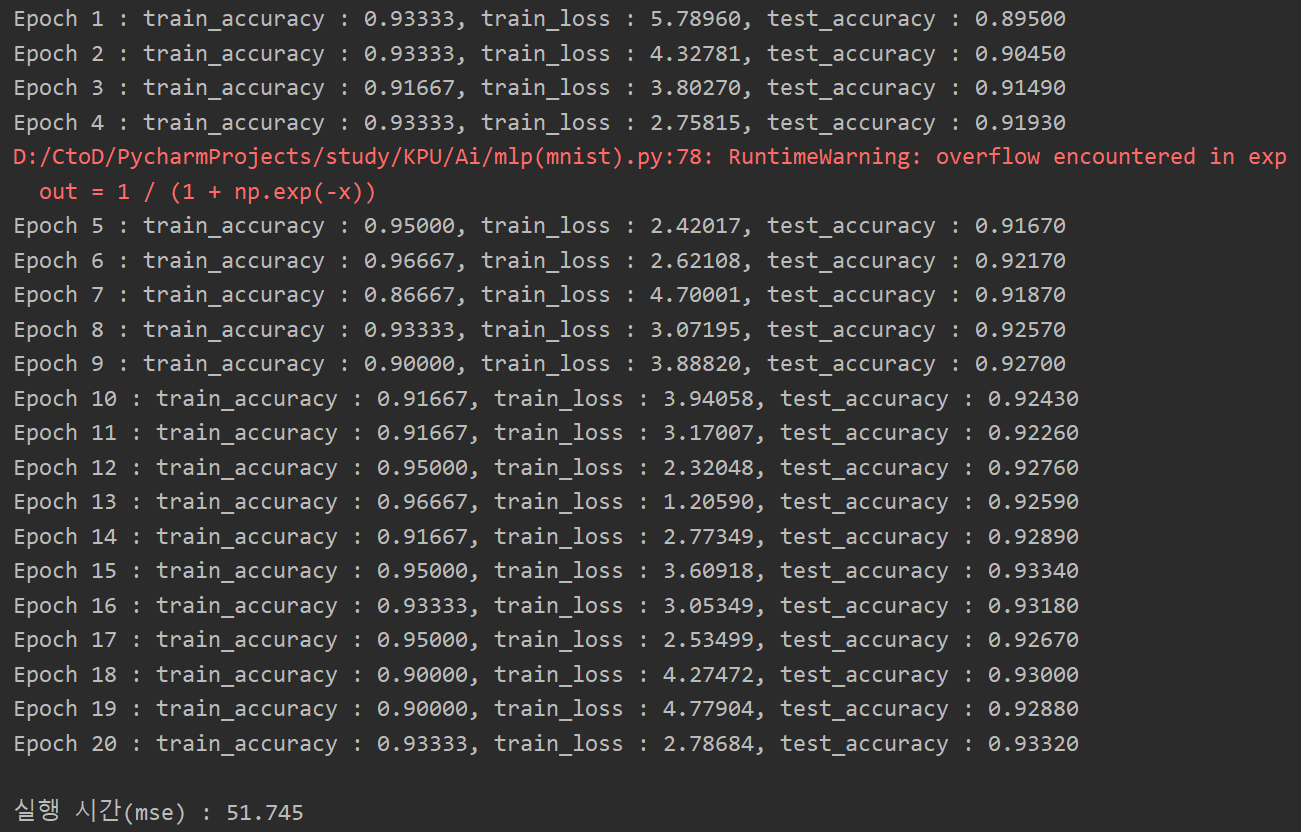 Epoch 1 : train_accuracy : 0.93333, train_loss : 5.78960, test_accuracy : 0.89500
Epoch 2 : train_accuracy : 0.93333, train_loss : 4.32781, test_accuracy : 0.90450
Epoch 3 : train_accuracy : 0.91667, train_loss : 3.80270, test_accuracy : 0.91490
Epoch 4 : train_accuracy : 0.93333, train_loss : 2.75815, test_accuracy : 0.91930
D:/CtoD/PycharmProjects/study/KPU/Ai/mlp(mnist).py:78: RuntimeWarning: overflow encountered in exp
  out = 1 / (1 + np.exp(-x))
Epoch 5 : train_accuracy : 0.95000, train_loss : 2.42017, test_accuracy : 0.91670
Epoch 6 : train_accuracy : 0.96667, train_loss : 2.62108, test_accuracy : 0.92170
Epoch 7 : train_accuracy : 0.86667, train_loss : 4.70001, test_accuracy : 0.91870
Epoch 8 : train_accuracy : 0.93333, train_loss : 3.07195, test_accuracy : 0.92570
Epoch 9 : train_accuracy : 0.90000, train_loss : 3.88820, test_accuracy : 0.92700
Epoch 10 : train_accuracy : 0.91667, train_loss : 3.94058, test_accuracy : 0.92430
Epoch 11 : train_accuracy : 0.91667, train_loss : 3.17007, test_accuracy : 0.92260
Epoch 12 : train_accuracy : 0.95000, train_loss : 2.32048, test_accuracy : 0.92760
Epoch 13 : train_accuracy : 0.96667, train_loss : 1.20590, test_accuracy : 0.92590
Epoch 14 : train_accuracy : 0.91667, train_loss : 2.77349, test_accuracy : 0.92890
Epoch 15 : train_accuracy : 0.95000, train_loss : 3.60918, test_accuracy : 0.93340
Epoch 16 : train_accuracy : 0.93333, train_loss : 3.05349, test_accuracy : 0.93180
Epoch 17 : train_accuracy : 0.95000, train_loss : 2.53499, test_accuracy : 0.92670
Epoch 18 : train_accuracy : 0.90000, train_loss : 4.27472, test_accuracy : 0.93000
Epoch 19 : train_accuracy : 0.90000, train_loss : 4.77904, test_accuracy : 0.92880
Epoch 20 : train_accuracy : 0.93333, train_loss : 2.78684, test_accuracy : 0.93320
실행 시간(mse) : 51.745